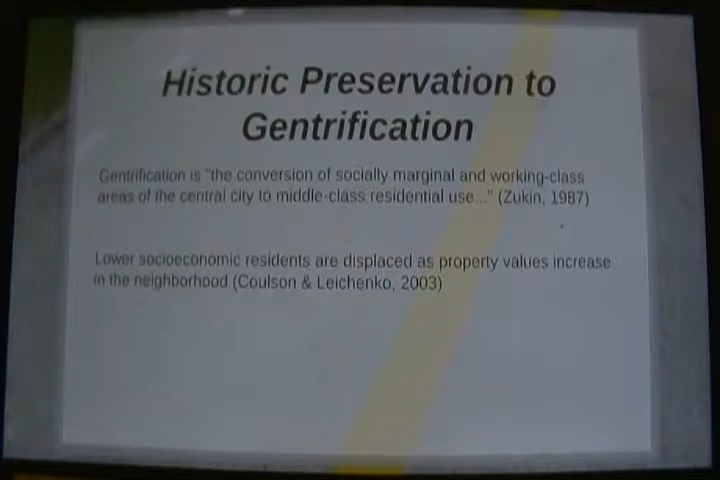 Historic Preservation to
Gentrification
Gentrification is "the conversion of socially marginal and working-class
areas of the central city to middle-class residential use..." (Zukin, 1987)
Lower socioeconomic residents are displaced as property values increase
in the neighborhood (Coulson & Leichenko, 2003)